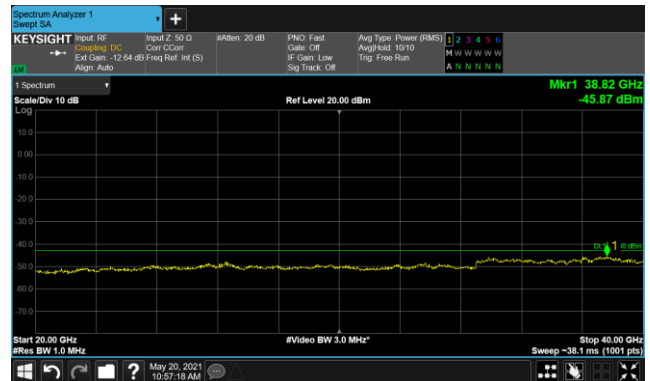 Spectrum Analyzer 1
Swept SA
KEYSIGHT
Input: RF
Coupling: DC
Ext Gain: -12.64 dB
Align: Auto
Input Z: 50 Ω
Corr CCorr
Freq Ref: Int (S)
#Atten: 20 dB
PNO: Fast
Gate: Off
IF Gain: Low
Sig Track: Off
Avg Type: Power (RMS)
Avg|Hold: 10/10
Trig: Free Run
1 2 3 4 5 6
M W W W W W
A N N N N N
1 Spectrum
Scale/Div 10 dB
Ref Level 20.00 dBm
Mkr1 38.82 GHz
-45.87 dBm
Log
10.0
0.00
-10.0
-20.0
-30.0
-40.0
-50.0
-60.0
-70.0
1
Start 20.00 GHz
#Video BW 3.0 MHz*
Stop 40.00 GHz
#Res BW 1.0 MHz
Sweep ~38.1 ms (1001 pts)
?
May 20, 2021
10:57:18 AM